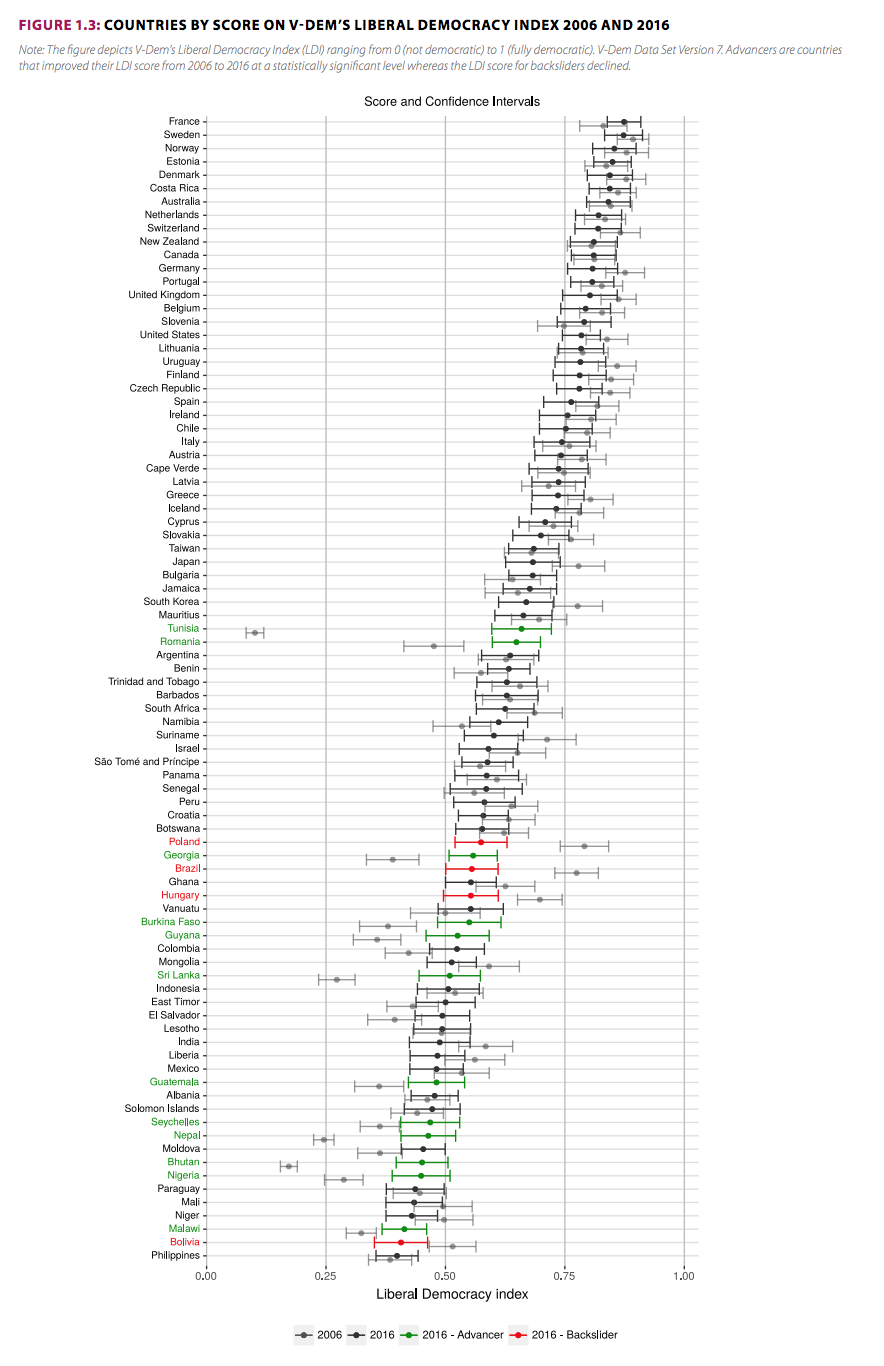 FIGURE 1.3: COUNTRIES BY SCORE ON V-DEM'S LIBERAL DEMOCRACY INDEX 2006 AND 2016
Note: The figure depicts V-Dem's Liberal Democracy Index (LDI) ranging from 0 (not democratic) to 1 (fully democratic). V-Dem Data Set Version 7. Advancers are countries
that improved their LDI score from 2006 to 2016 at a statistically significant level whereas the LDI score for backsliders declined.
Score and Confidence Intervals
France
Sweden
Norway
Estonia
Denmark
Costa Rica
Australia
Netherlands
Switzerland
New Zealand
Canada
Germany
Portugal
United Kingdom
Belgium
Slovenia
United States
Lithuania
Uruguay
Finland
Czech Republic
Spain
Ireland
Chile
Italy
Austria
Cape Verde
Latvia
Greece
Iceland
Cyprus
Slovakia
Taiwan
Japan
Bulgaria
Jamaica
South Korea
Mauritius
Tunisia
Romania
Argentina
Benin
Trinidad and Tobago
Barbados
South Africa
Namibia
Suriname
Israel
São Tomé and Príncipe
Panama
Senegal
Peru
Croatia
Botswana
Poland
Georgia
Brazil
Ghana
Hungary
Vanuatu
Burkina Faso
Guyana
Colombia
Mongolia
Sri Lanka
Indonesia
East Timor
El Salvador
Lesotho
India
Liberia
Mexico
Guatemala
Albania
Solomon Islands
Seychelles
Nepal
Moldova
Bhutan
Nigeria
Paraguay
Mali
Niger
Malawi
Bolivia
Philippines
0.00 0.25 0.50 0.75 1.00
Liberal Democracy index
2006 2016 2016 - Advancer 2016 - Backslider